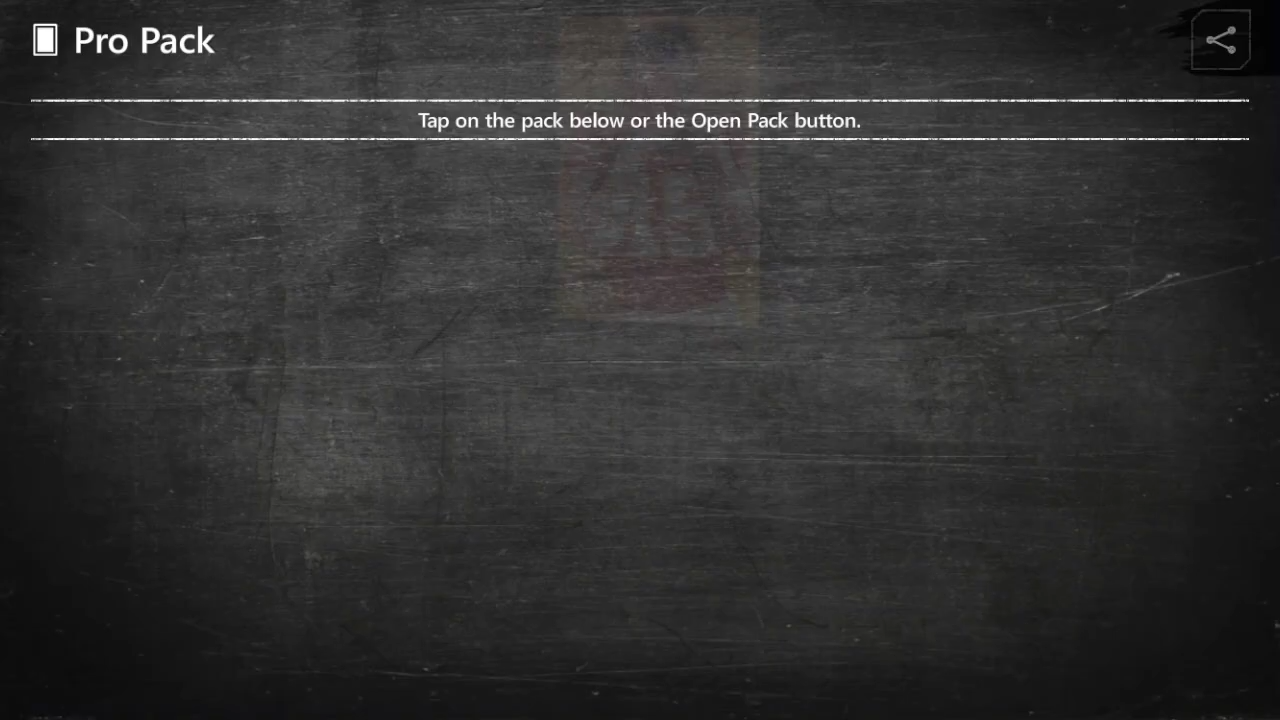 Pro Pack
Tap on the pack below or the Open Pack button.